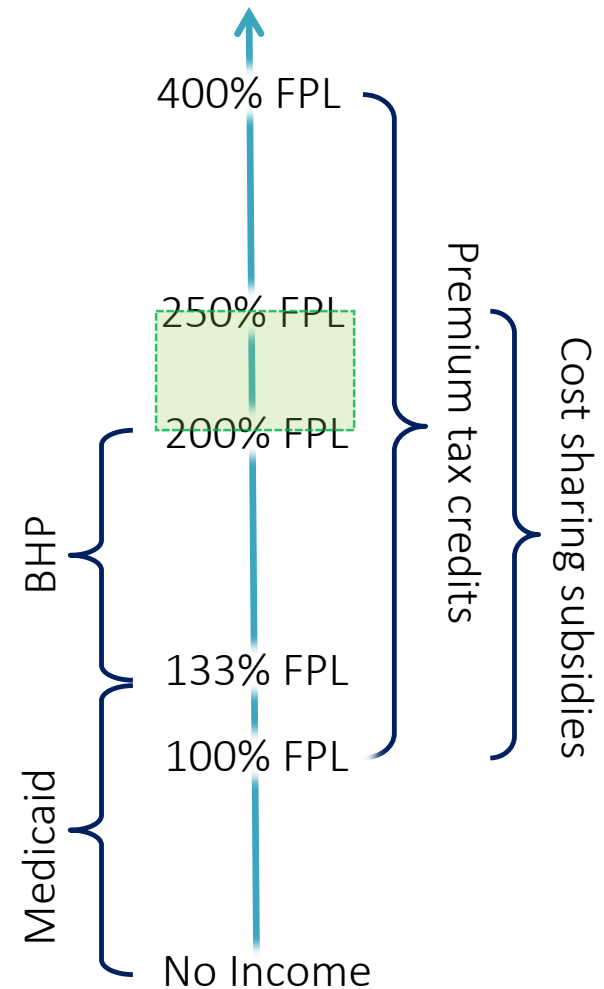 400% FPL
250% FPL
200% FPL
133% FPL
100% FPL
No Income
BHP
Medicaid
Premium tax credits
Cost sharing subsidies